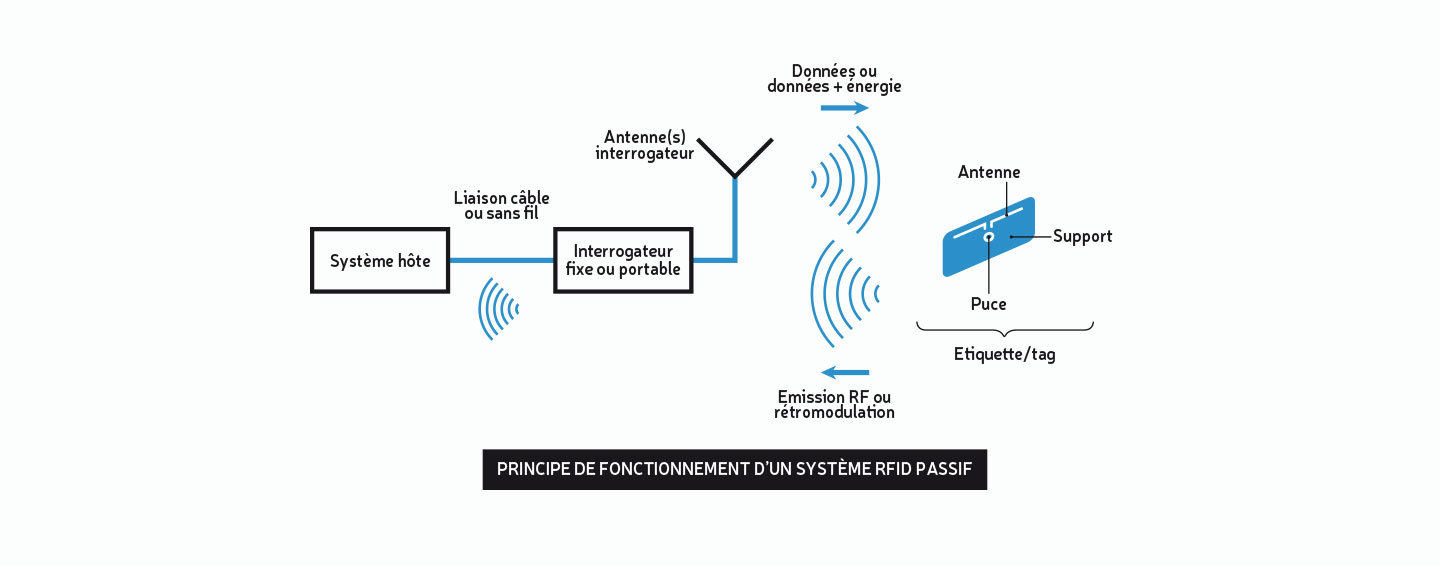 Données ou
données + énergie
Antenne(s)
interrogateur
Antenne
Liaison câble
ou sans fil
Support
Système hôte
Interrogateur
fixe ou portable
Puce
Etiquette/tag
Emission RF ou
rétromodulation
PRINCIPE DE FONCTIONNEMENT D'UN SYSTÈME RFID PASSIF